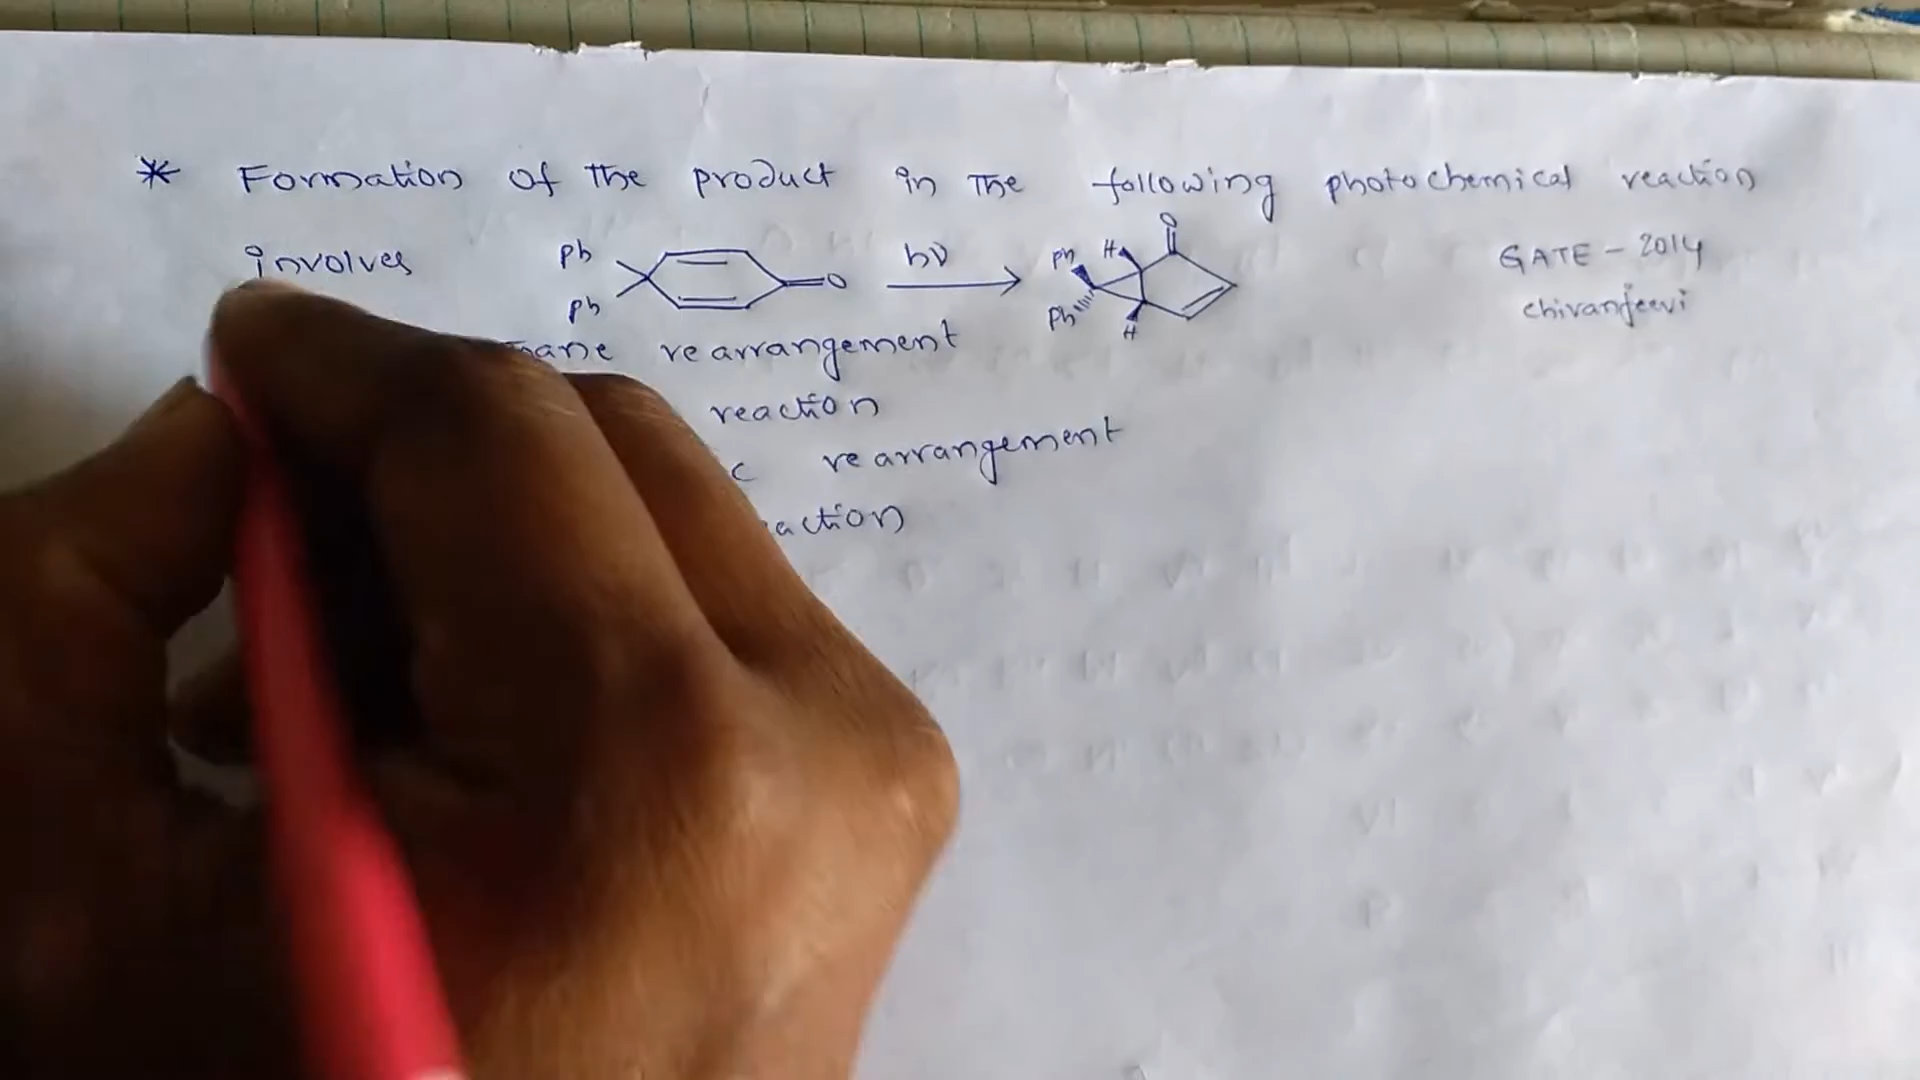 * Formation of the product in the following photochemical reaction
involves
Ph
Ph
O
hν
Ph
H
O
Ph
H
GATE - 2014
chiranjeevi
rearrangement
reaction
c rearrangement
action